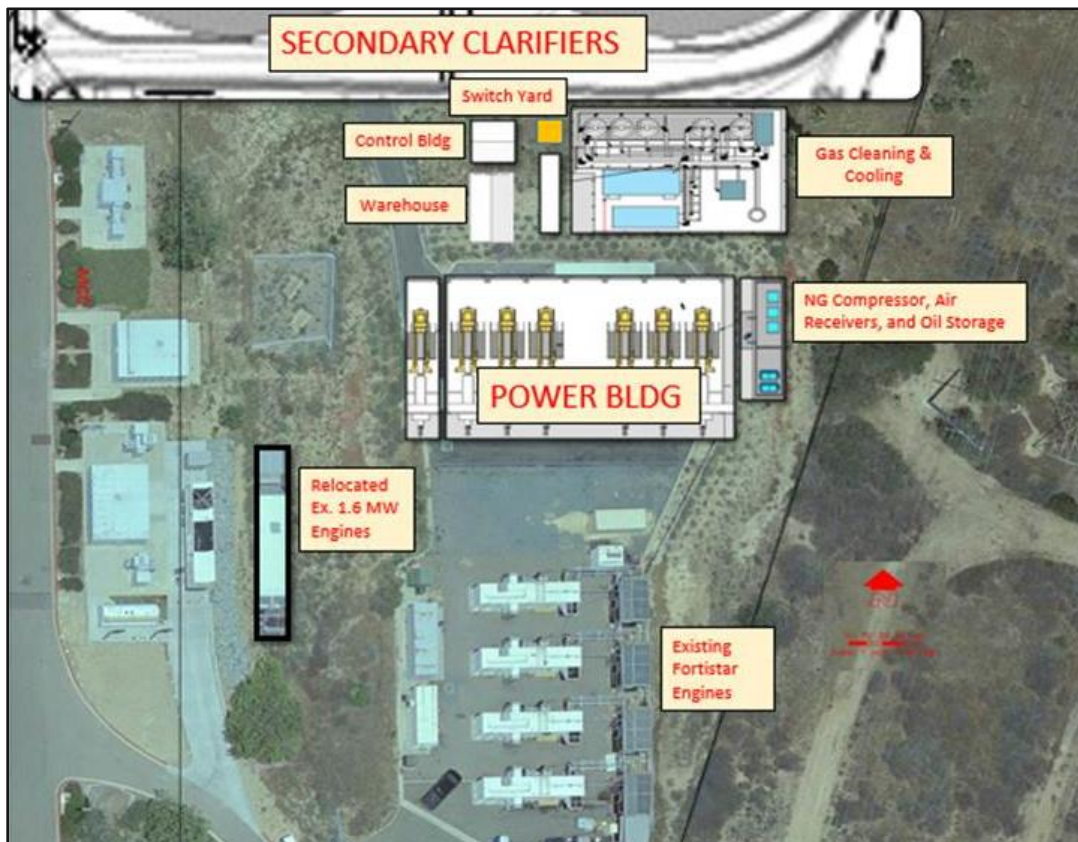 SECONDARY CLARIFIERS
Switch Yard
Control Bldg
Warehouse
Gas Cleaning &
Cooling
NG Compressor, Air
Receivers, and Oil Storage
POWER BLDG
Relocated
Ex. 1.6 MW
Engines
Existing
Fortistar
Engines